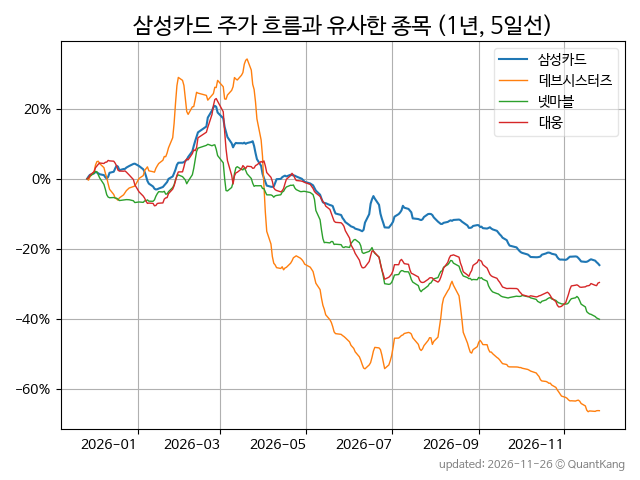 삼성카드 주가 흐름과 유사한 종목 (1년, 5일선)
삼성카드
데브시스터즈
넷마블
대웅
20%
0%
−20%
−40%
−60%
2026−01
2026−03
2026−05
2026−07
2026−09
2026−11
updated: 2026−11−26 © QuantKang